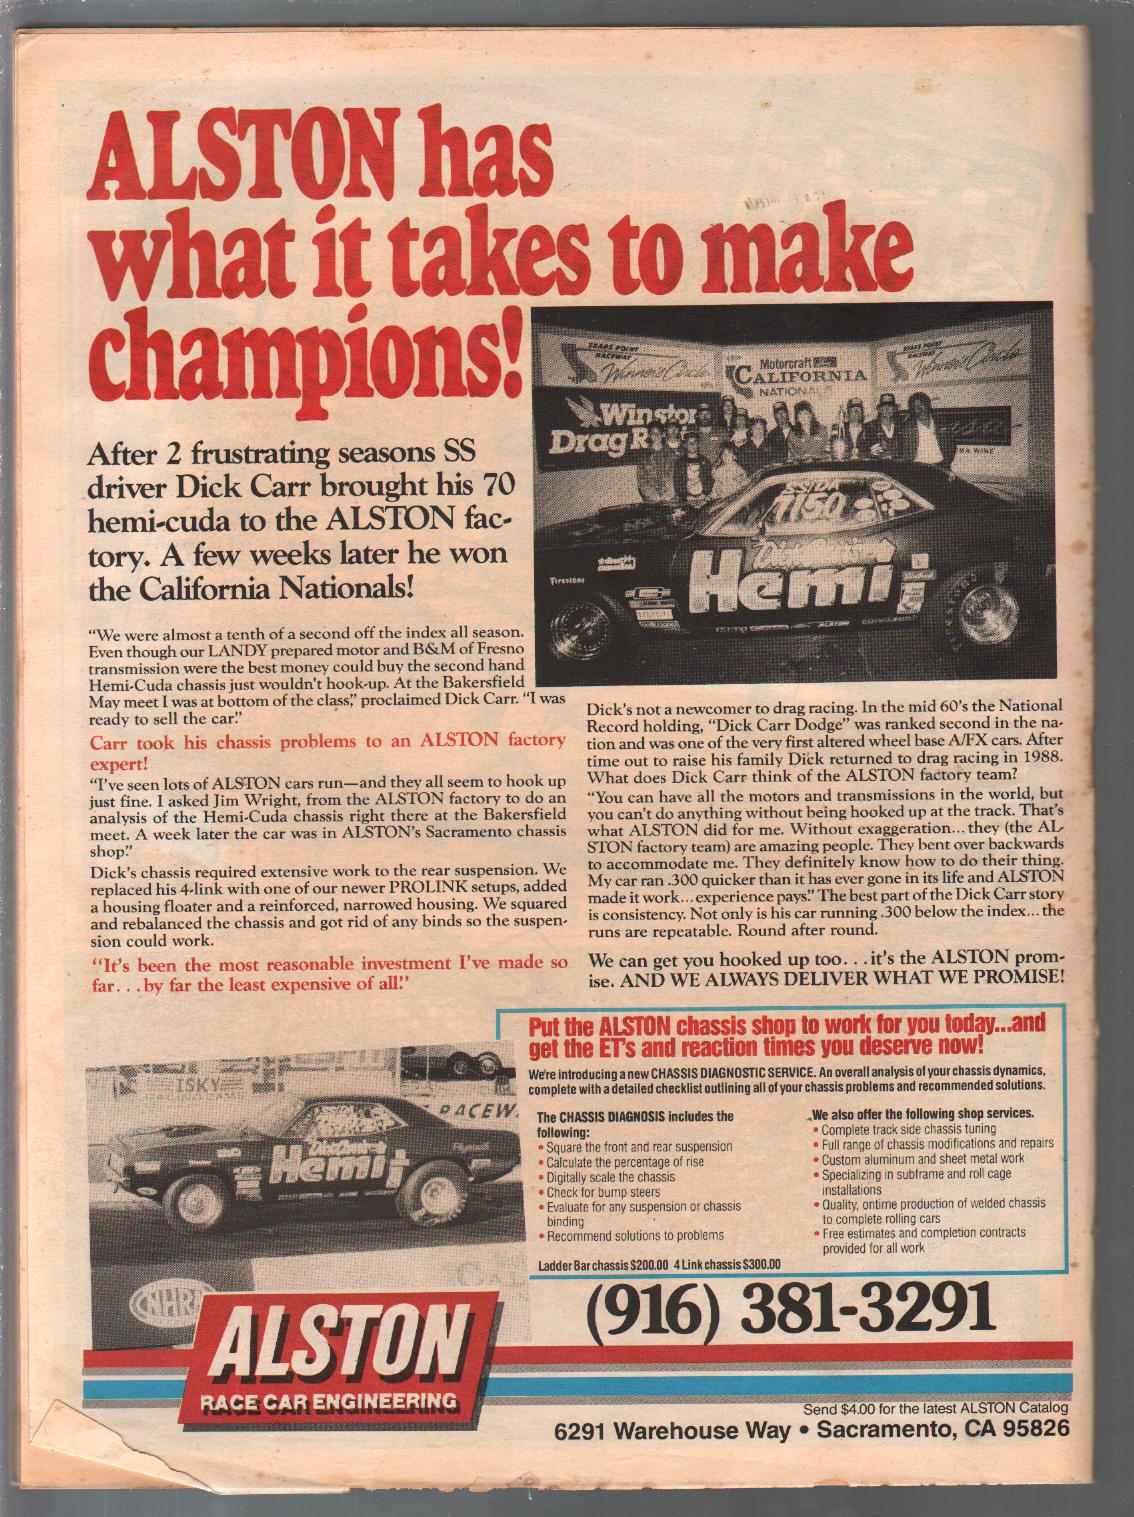 ALSTON has
what it takes to make
champions!
After 2 frustrating seasons SS
driver Dick Carr brought his 70
hemi-cuda to the ALSTON fac-
tory. A few weeks later he won
the California Nationals!
"We were almost a tenth of a second off the index all season.
Even though our LANDY prepared motor and B&M of Fresno
transmission were the best money could buy the second hand
Hemi-Cuda chassis just wouldn't hook-up. At the Bakersfield
May meet I was at bottom of the class," proclaimed Dick Carr. "I was
ready to sell the car."
Carr took his chassis problems to an ALSTON factory
expert!
"I've seen lots of ALSTON cars run—and they all seem to hook up
just fine. I asked Jim Wright, from the ALSTON factory to do an
analysis of the Hemi-Cuda chassis right there at the Bakersfield
meet. A week later the car was in ALSTON's Sacramento chassis
shop."
Dick's chassis required extensive work to the rear suspension. We
replaced his 4-link with one of our newer PROLINK setups, added
a housing floater and a reinforced, narrowed housing. We squared
and rebalanced the chassis and got rid of any binds so the suspen-
sion could work.
"It's been the most reasonable investment I've made so
far. . .by far the least expensive of all."
SEARS POINT
RACEWAY
Winners Circle
Motorcraft
CALIFORNIA
NATIONALS
SEARS POINT
RACEWAY
Winners Circle
Winston
Drag R
1150
Hemi
Firestone
Dick's not a newcomer to drag racing. In the mid 60's the National
Record holding, "Dick Carr Dodge" was ranked second in the na-
tion and was one of the very first altered wheel base A/FX cars. After
time out to raise his family Dick returned to drag racing in 1988.
What does Dick Carr think of the ALSTON factory team?
"You can have all the motors and transmissions in the world, but
you can't do anything without being hooked up at the track. That's
what ALSTON did for me. Without exaggeration...they (the AL-
STON factory team) are amazing people. They bent over backwards
to accommodate me. They definitely know how to do their thing.
My car ran .300 quicker than it has ever gone in its life and ALSTON
made it work...experience pays." The best part of the Dick Carr story
is consistency. Not only is his car running .300 below the index...the
runs are repeatable. Round after round.
We can get you hooked up too. . .it's the ALSTON prom-
ise. AND WE ALWAYS DELIVER WHAT WE PROMISE!
Put the ALSTON chassis shop to work for you today...and
get the ET's and reaction times you deserve now!
We're introducing a new CHASSIS DIAGNOSTIC SERVICE. An overall analysis of your chassis dynamics,
complete with a detailed checklist outlining all of your chassis problems and recommended solutions.
The CHASSIS DIAGNOSIS includes the
following:
• Square the front and rear suspension
• Calculate the percentage of rise
• Digitally scale the chassis
• Check for bump steers
• Evaluate for any suspension or chassis
binding
• Recommend solutions to problems
Ladder Bar chassis $200.00 4 Link chassis $300.00
We also offer the following shop services.
• Complete track side chassis tuning
• Full range of chassis modifications and repairs
• Custom aluminum and sheet metal work
• Specializing in subframe and roll cage
installations
• Quality, ontime production of welded chassis
to complete rolling cars
• Free estimates and completion contracts
provided for all work
ISKY
RACING CAMS
RACEW
Hemi
NHRA
(916) 381-3291
ALSTON
RACE CAR ENGINEERING
Send $4.00 for the latest ALSTON Catalog
6291 Warehouse Way • Sacramento, CA 95826